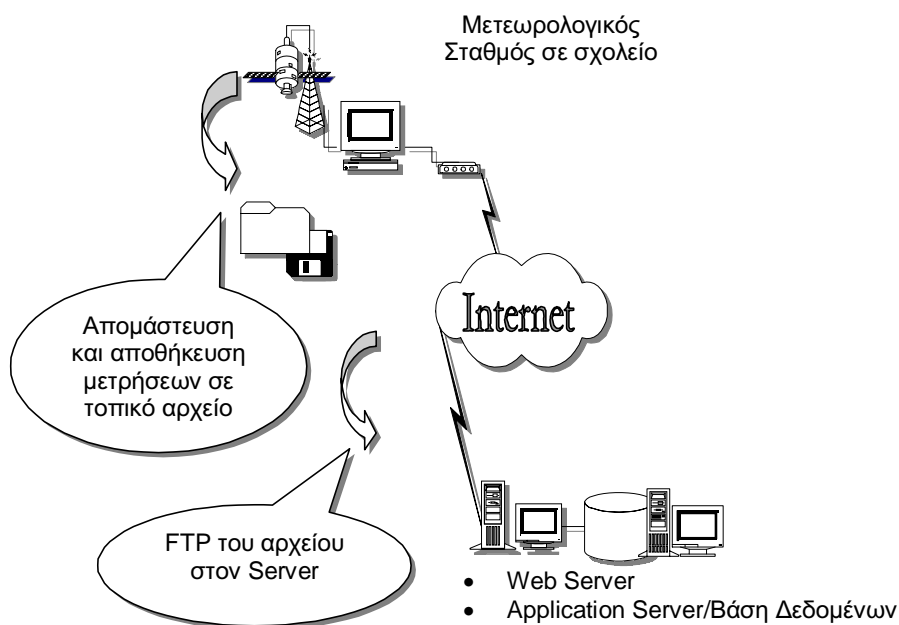 Μετεωρολογικός
Σταθμός σε σχολείο
Internet
Απομάστευση
και αποθήκευση
μετρήσεων σε
τοπικό αρχείο
FTP του αρχείου
στον Server
• Web Server
• Application Server/Βάση Δεδομένων